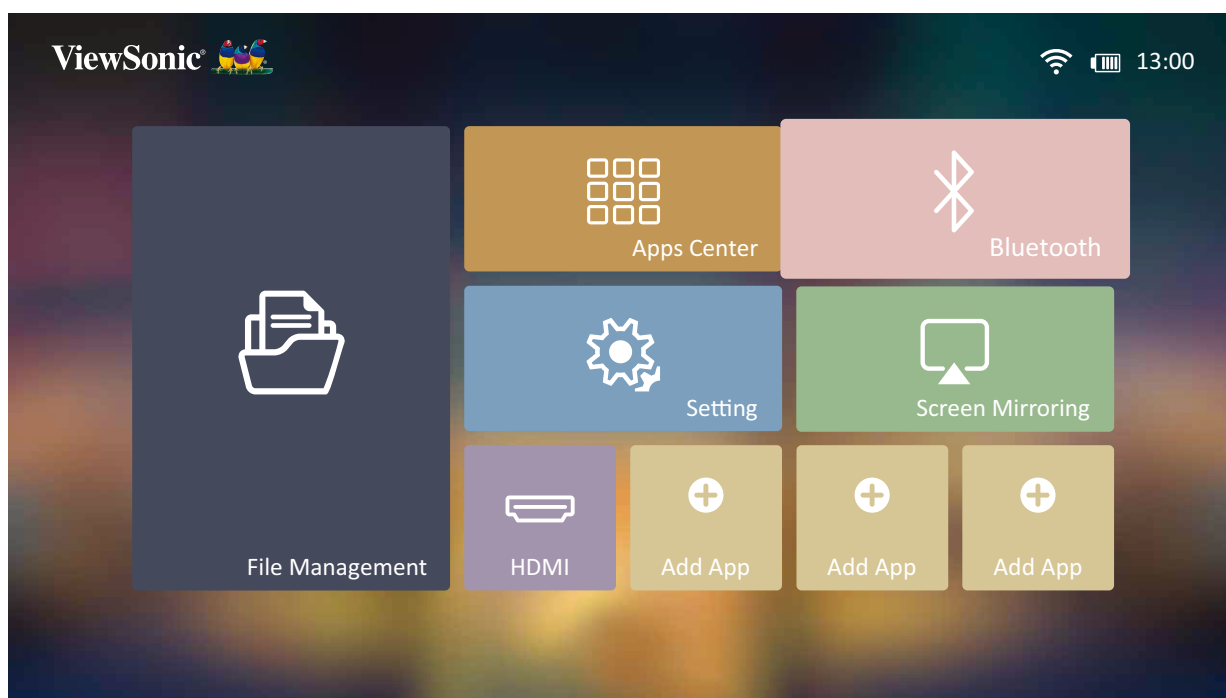 ViewSonic®
13:00
Apps Center
Bluetooth
Setting
Screen Mirroring
File Management
HDMI
Add App
Add App
Add App